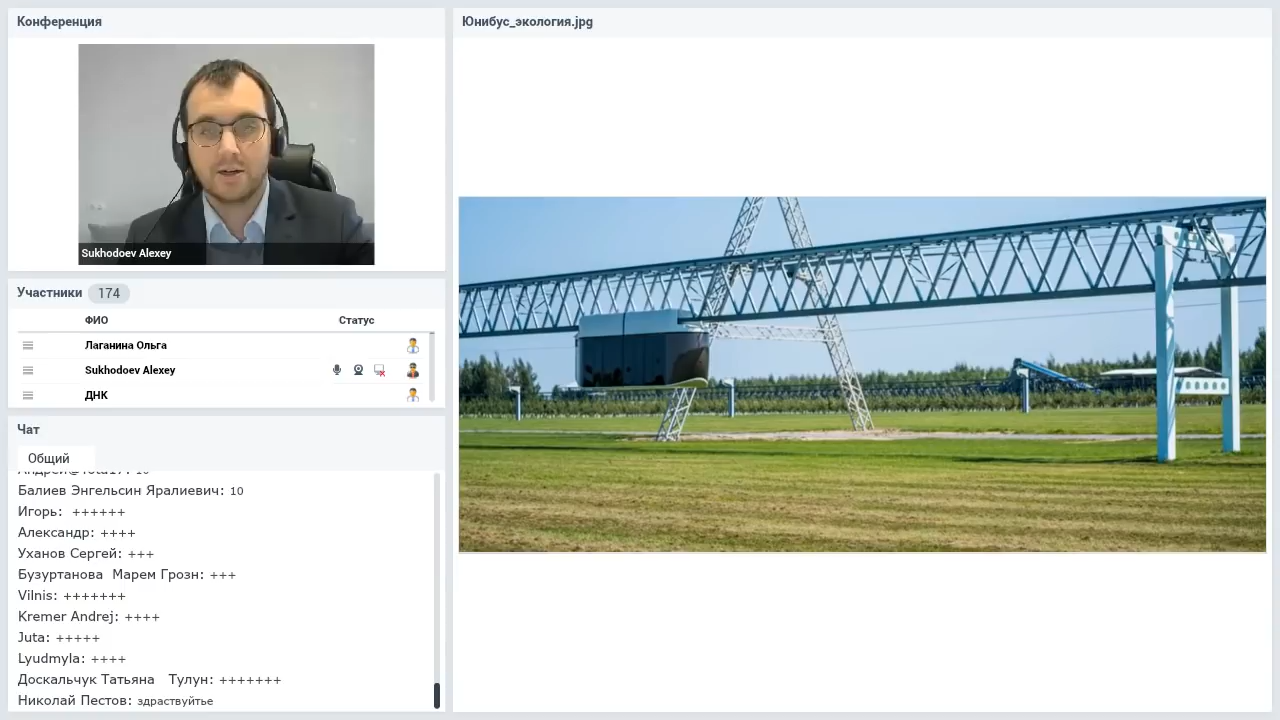 Конференция
Sukhodoev Alexey
Участники 174
ФИО Статус
Лаганина Ольга
Sukhodoev Alexey
ДНК
Чат
Общий
Балиев Энгельсин Яралиевич: 10
Игорь: ++++++
Александр: ++++
Уханов Сергей: +++
Бузуртанова Марем Грозн: +++
Vilnis: +++++++
Kremer Andrej: ++++
Juta: +++++
Lyudmyla: ++++
Доскальчук Татьяна Тулун: +++++++
Николай Пестов: здраствуйтье
Юнибус_экология.jpg